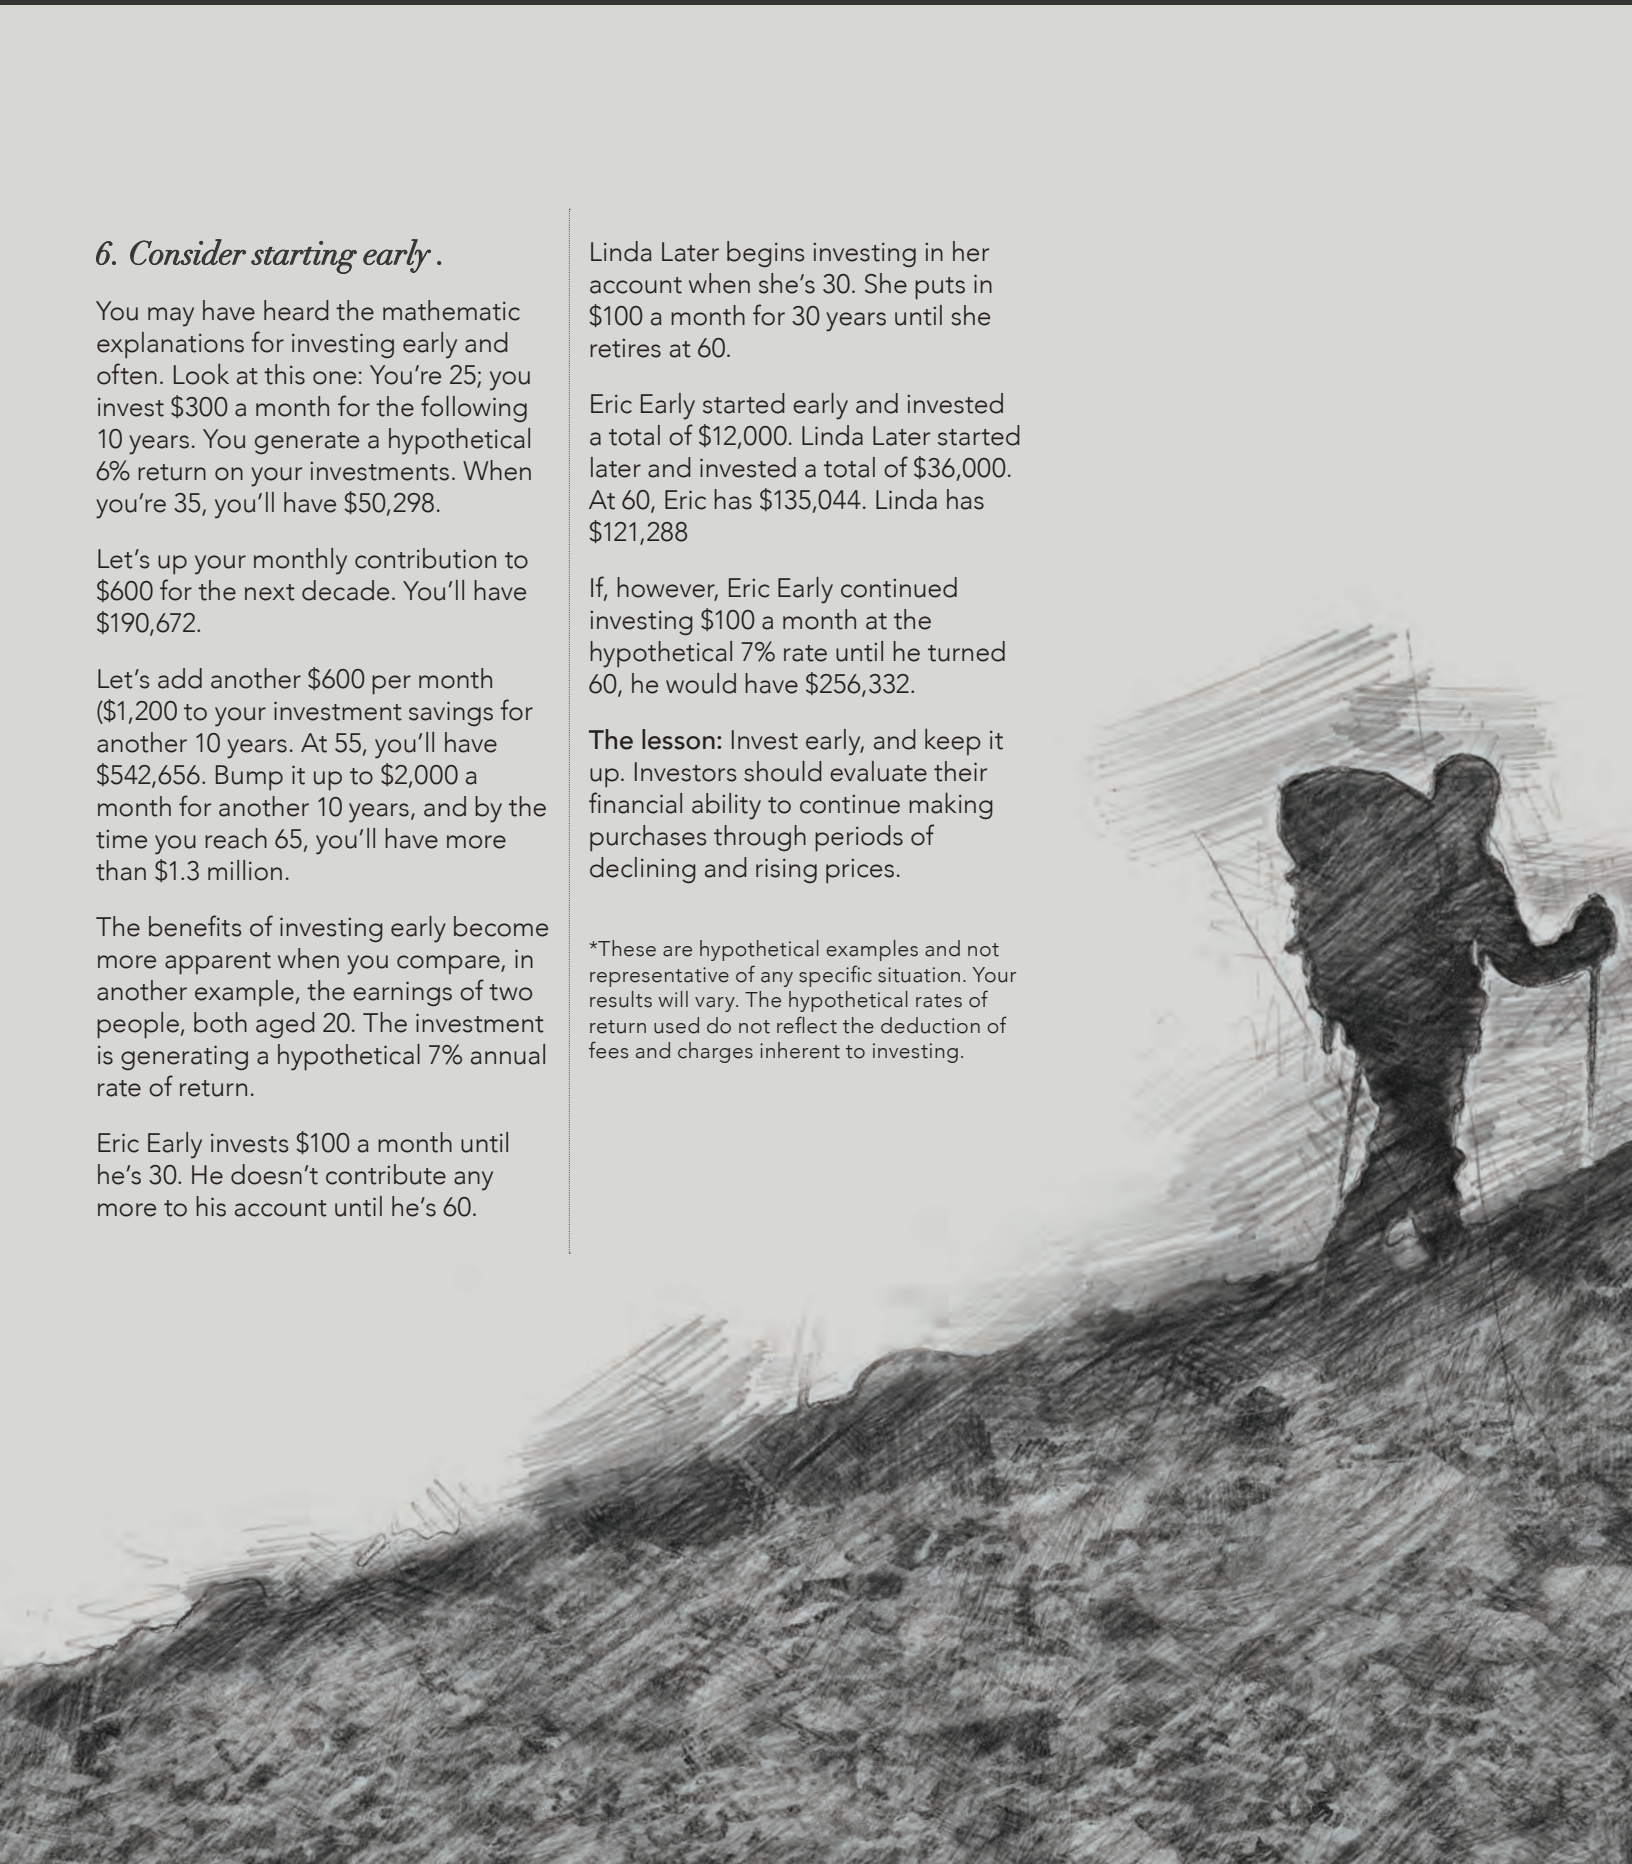 6. Consider starting early .
You may have heard the mathematic
explanations for investing early and
often. Look at this one: You’re 25; you
invest $300 a month for the following
10 years. You generate a hypothetical
6% return on your investments. When
you’re 35, you’ll have $50,298.
Let’s up your monthly contribution to
$600 for the next decade. You’ll have
$190,672.
Let’s add another $600 per month
($1,200 to your investment savings for
another 10 years. At 55, you’ll have
$542,656. Bump it up to $2,000 a
month for another 10 years, and by the
time you reach 65, you’ll have more
than $1.3 million.
The benefits of investing early become
more apparent when you compare, in
another example, the earnings of two
people, both aged 20. The investment
is generating a hypothetical 7% annual
rate of return.
Eric Early invests $100 a month until
he’s 30. He doesn’t contribute any
more to his account until he’s 60.
Linda Later begins investing in her
account when she’s 30. She puts in
$100 a month for 30 years until she
retires at 60.
Eric Early started early and invested
a total of $12,000. Linda Later started
later and invested a total of $36,000.
At 60, Eric has $135,044. Linda has
$121,288
If, however, Eric Early continued
investing $100 a month at the
hypothetical 7% rate until he turned
60, he would have $256,332.
The lesson: Invest early, and keep it
up. Investors should evaluate their
financial ability to continue making
purchases through periods of
declining and rising prices.
*These are hypothetical examples and not
representative of any specific situation. Your
results will vary. The hypothetical rates of
return used do not reflect the deduction of
fees and charges inherent to investing.